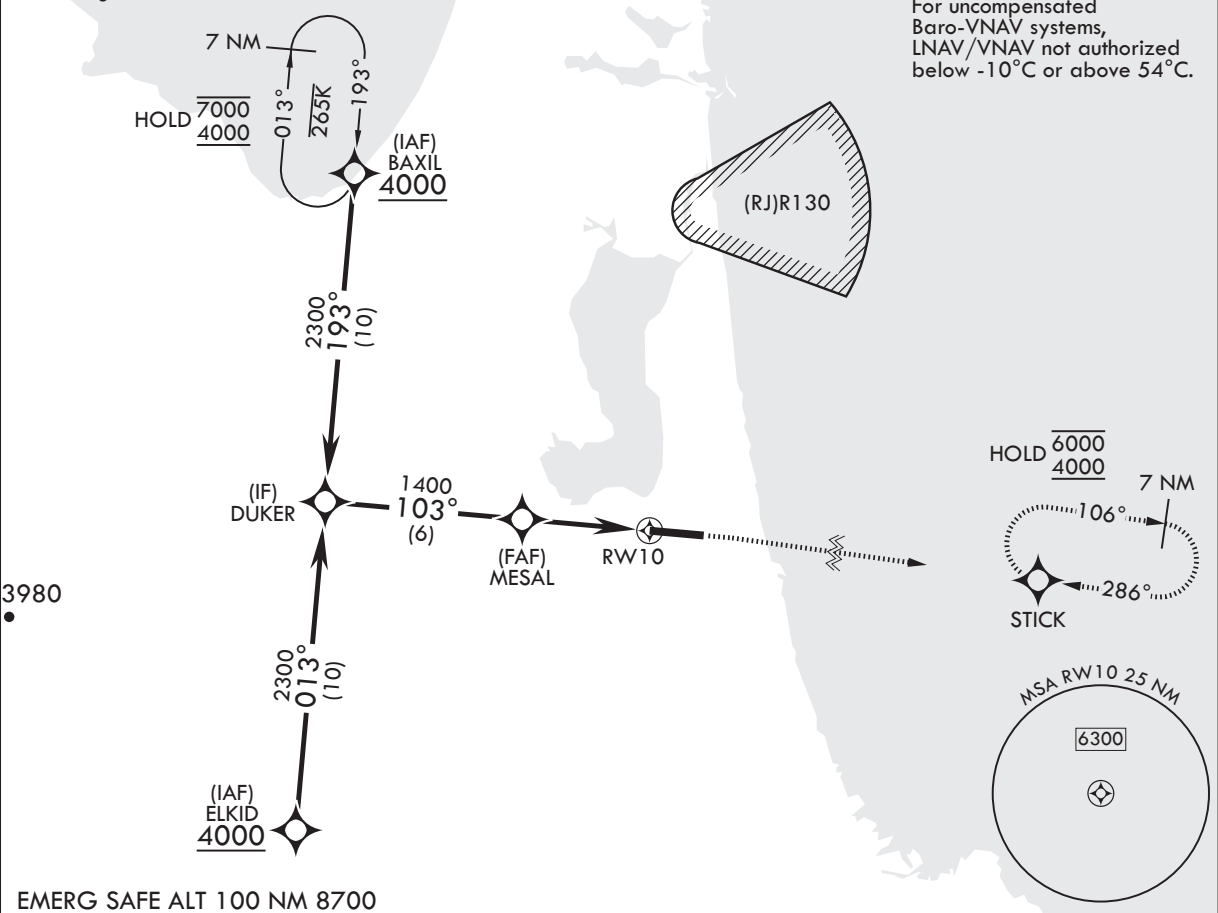 For uncompensated
Baro-VNAV systems,
LNAV/VNAV not authorized
below -10°C or above 54°C.
7 NM
013°
265K
193°
HOLD 7000
4000
(IAF)
BAXIL
4000
(RJ)R130
2300
193°
(10)
HOLD 6000
4000
7 NM
106°
286°
STICK
(IF)
DUKER
1400
103°
(6)
(FAF)
MESAL
RW10
3980
2300
013°
(10)
MSA RW10 25 NM
6300
(IAF)
ELKID
4000
EMERG SAFE ALT 100 NM 8700